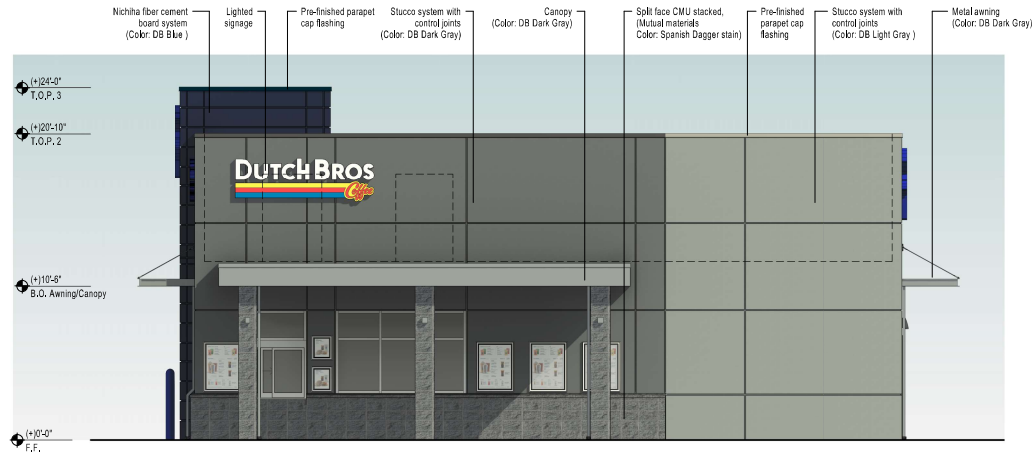 Nichiha fiber cement
board system
(Color: DB Blue )
Lighted
signage
Pre-finished parapet
cap flashing
Stucco system with
control joints
(Color: DB Dark Gray)
Canopy
(Color: DB Dark Gray)
Split face CMU stacked,
(Mutual materials
Color: Spanish Dagger stain)
Pre-finished
parapet cap
flashing
Stucco system with
control joints
(Color: DB Light Gray )
Metal awning
(Color: DB Dark Gray)
(+)24'-0"
T.O.P. 3
(+)20'-10"
T.O.P. 2
DUTCH BROS
Coffee
(+)10'-6"
B.O. Awning/Canopy
(+)0'-0"
F.F.